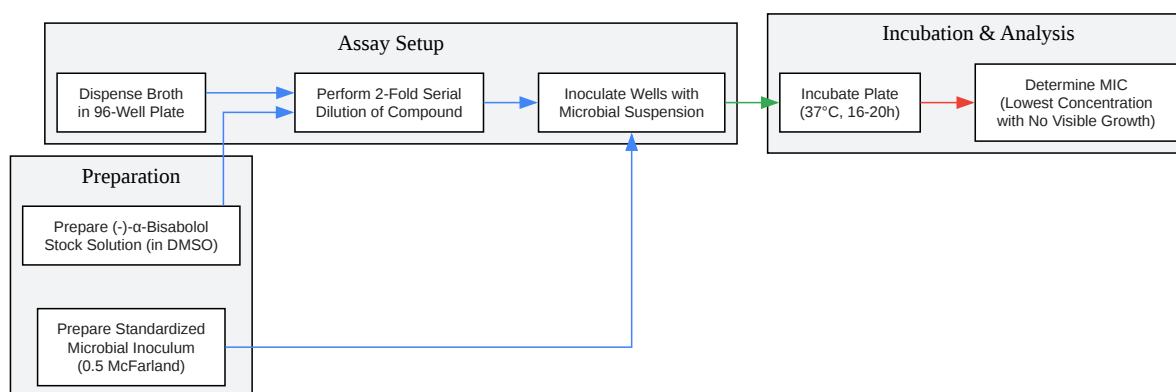 Assay Setup
Dispense Broth
in 96-Well Plate
Perform 2-Fold Serial
Dilution of Compound
Inoculate Wells with
Microbial Suspension
Incubation & Analysis
Incubate Plate
(37°C, 16-20h)
Determine MIC
(Lowest Concentration
with No Visible Growth)
Preparation
Prepare (-)-α-Bisabolol
Stock Solution (in DMSO)
Prepare Standardized
Microbial Inoculum
(0.5 McFarland)